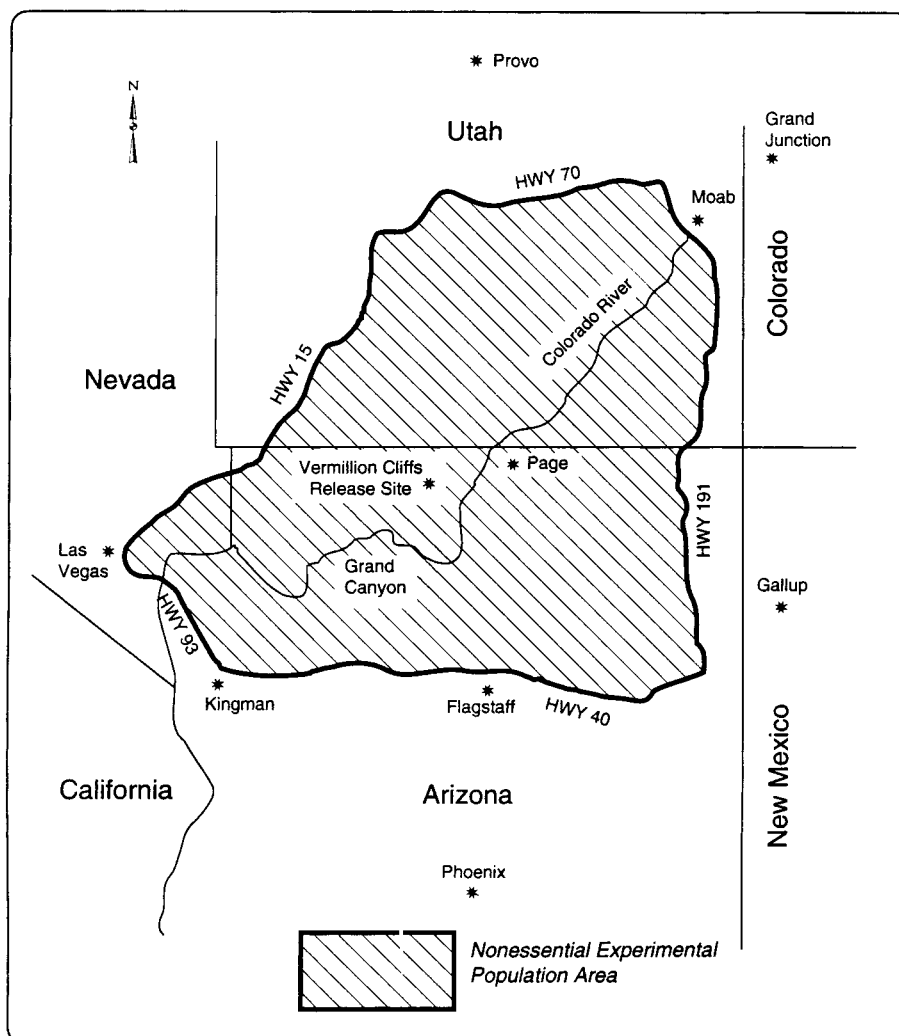 Provo
N
Utah
Grand
Junction
HWY 70
Moab
Colorado
Colorado River
HWY 15
Nevada
Vermillion Cliffs
Release Site
Page
HWY 191
Las
Vegas
Grand
Canyon
Gallup
HWY 93
Kingman
Flagstaff
HWY 40
New Mexico
California
Arizona
Phoenix
Nonessential Experimental
Population Area